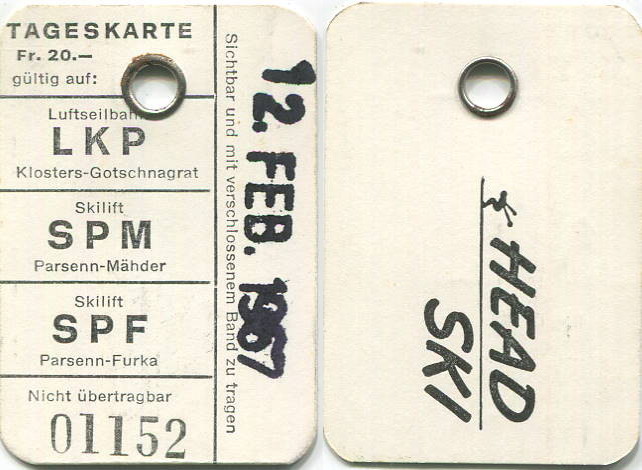 TAGESKARTE
Fr. 20.—
gültig auf:
Luftseilbahn
LKP
Klosters-Gotschnagrat
Skilift
SPM
Parsenn-Mähder
Skilift
SPF
Parsenn-Furka
Nicht übertragbar
01152
Sichtbar und mit verschlossenem Band zu tragen
12. FEB. 1967
HEAD
SKI